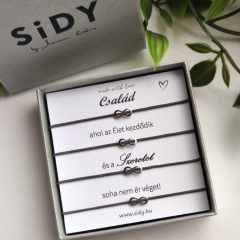 SiDY
made with love
Család
ahol az Élet kezdődik
és a Szeretet
soha nem ér véget!
www.sidy.hu